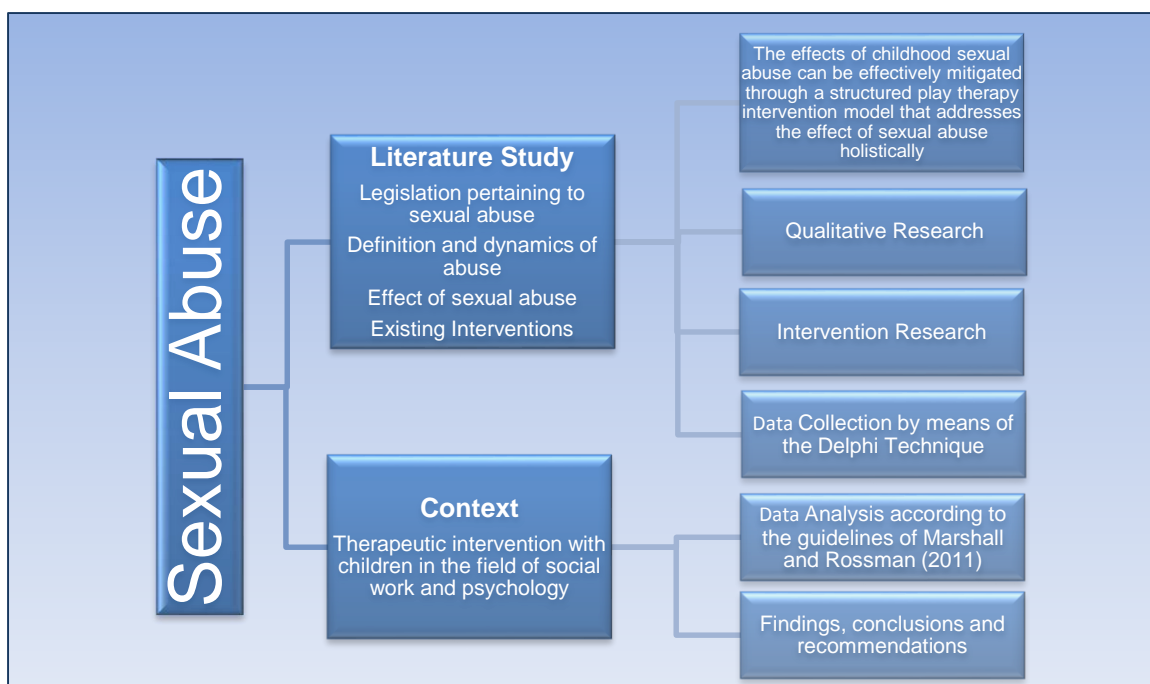 Sexual Abuse
Literature Study
Legislation pertaining to
sexual abuse
Definition and dynamics of
abuse
Effect of sexual abuse
Existing Interventions
Context
Therapeutic intervention with
children in the field of social
work and psychology
The effects of childhood sexual
abuse can be effectively mitigated
through a structured play therapy
intervention model that addresses
the effect of sexual abuse
holistically
Qualitative Research
Intervention Research
Data Collection by means of
the Delphi Technique
Data Analysis according to
the guidelines of Marshall
and Rossman (2011)
Findings, conclusions and
recommendations